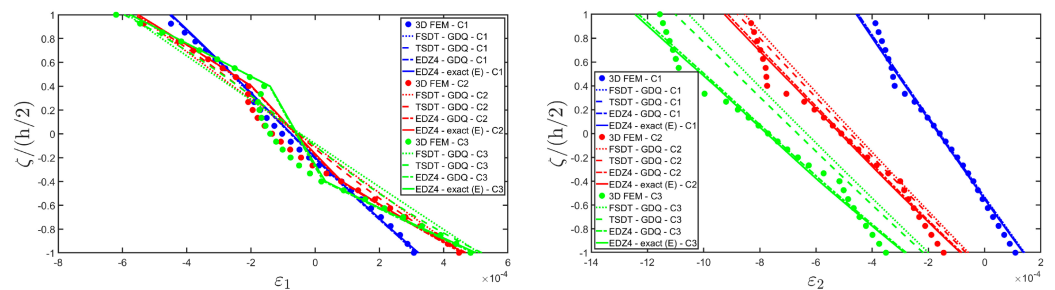 1
0.8
0.6
0.4
0.2
0
-0.2
-0.4
-0.6
-0.8
-1
ζ/(h/2)
-8
-6
-4
-2
0
2
4
6
×10⁻⁴
ε₁
3D FEM - C1
FSDT - GDQ - C1
TSDT - GDQ - C1
EDZ4 - GDQ - C1
EDZ4 - exact (E) - C1
3D FEM - C2
FSDT - GDQ - C2
TSDT - GDQ - C2
EDZ4 - GDQ - C2
EDZ4 - exact (E) - C2
3D FEM - C3
FSDT - GDQ - C3
TSDT - GDQ - C3
EDZ4 - GDQ - C3
EDZ4 - exact (E) - C3
1
0.8
0.6
0.4
0.2
0
-0.2
-0.4
-0.6
-0.8
-1
ζ/(h/2)
-14
-12
-10
-8
-6
-4
-2
0
2
×10⁻⁴
ε₂
3D FEM - C1
FSDT - GDQ - C1
TSDT - GDQ - C1
EDZ4 - GDQ - C1
EDZ4 - exact (E) - C1
3D FEM - C2
FSDT - GDQ - C2
TSDT - GDQ - C2
EDZ4 - GDQ - C2
EDZ4 - exact (E) - C2
3D FEM - C3
FSDT - GDQ - C3
TSDT - GDQ - C3
EDZ4 - GDQ - C3
EDZ4 - exact (E) - C3